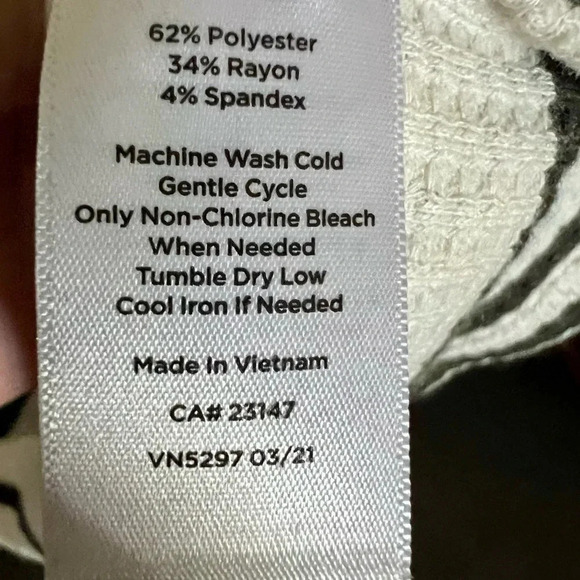 62% Polyester
34% Rayon
4% Spandex
Machine Wash Cold
Gentle Cycle
Only Non-Chlorine Bleach
When Needed
Tumble Dry Low
Cool Iron If Needed
Made In Vietnam
CA# 23147
VN5297 03/21